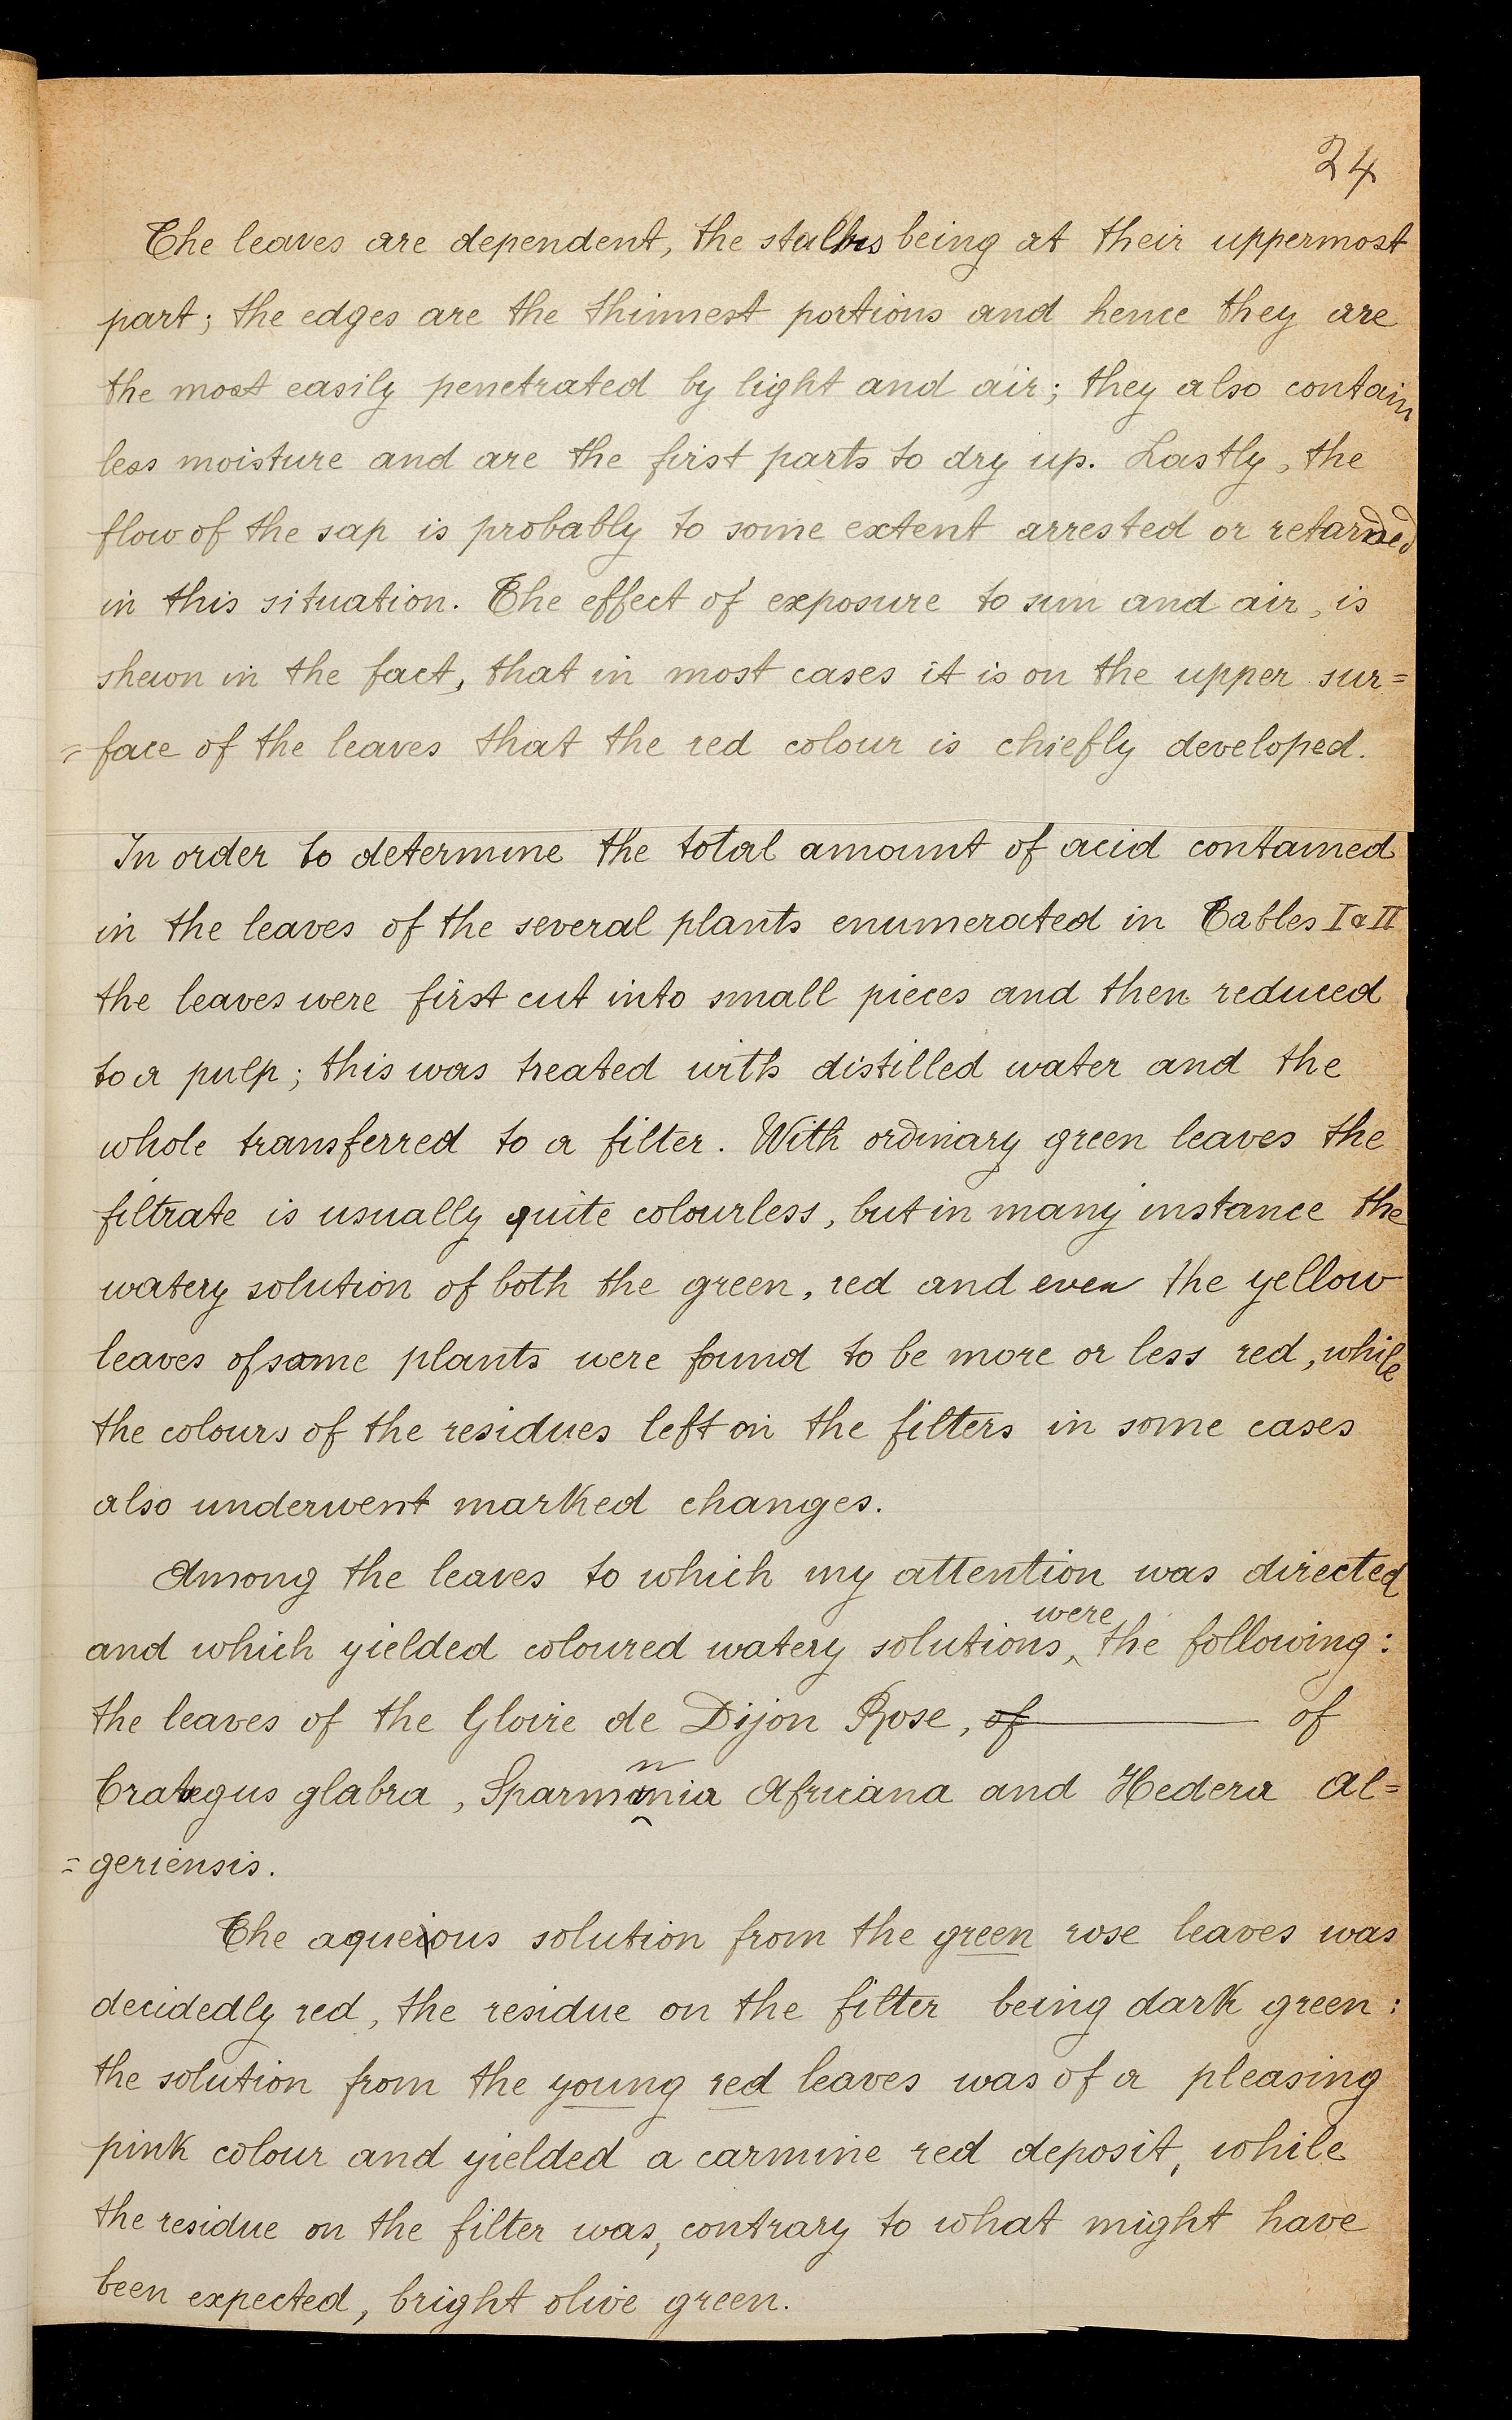 24
The leaves are dependent, the stalks being at their uppermost
part; the edges are the thinnest portions and hence they are
the most easily penetrated by light and air; they also contain
less moisture and are the first parts to dry up. Lastly, the
flow of the sap is probably to some extent arrested or retarded
in this situation. The effect of exposure to sun and air, is
shewn in the fact, that in most cases it is on the upper sur=
=face of the leaves that the red colour is chiefly developed.
In order to determine the total amount of acid contained
in the leaves of the several plants enumerated in Tables I & II
the leaves were first cut into small pieces and then reduced
to a pulp; this was treated with distilled water and the
whole transferred to a filter. With ordinary green leaves the
filtrate is usually quite colourless, but in many instance the
watery solution of both the green, red and even the yellow
leaves of some plants were found to be more or less red, while
the colours of the residues left on the filters in some cases
also underwent marked changes.
Among the leaves to which my attention was directed
and which yielded coloured watery solutions, were the following:
the leaves of the Gloire de Dijon Rose, of of
Crategus glabra, Sparmannia Africana and Hedera Al=
=geriensis.
The aqueous solution from the green rose leaves was
decidedly red, the residue on the filter being dark green:
the solution from the young red leaves was of a pleasing
pink colour and yielded a carmine red deposit, while
the residue on the filter was, contrary to what might have
been expected, bright olive green.